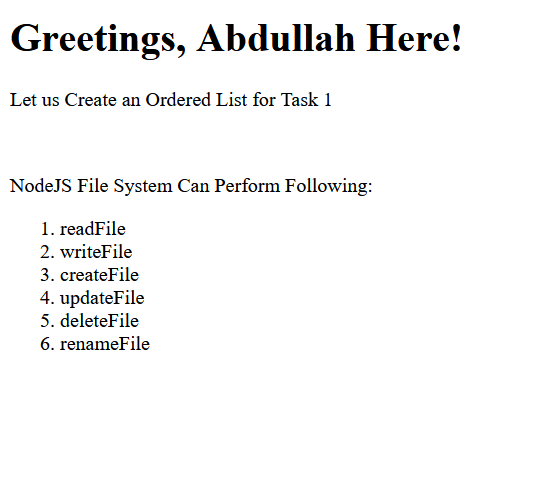 Greetings, Abdullah Here!
Let us Create an Ordered List for Task 1
NodeJS File System Can Perform Following:
1. readFile
2. writeFile
3. createFile
4. updateFile
5. deleteFile
6. renameFile